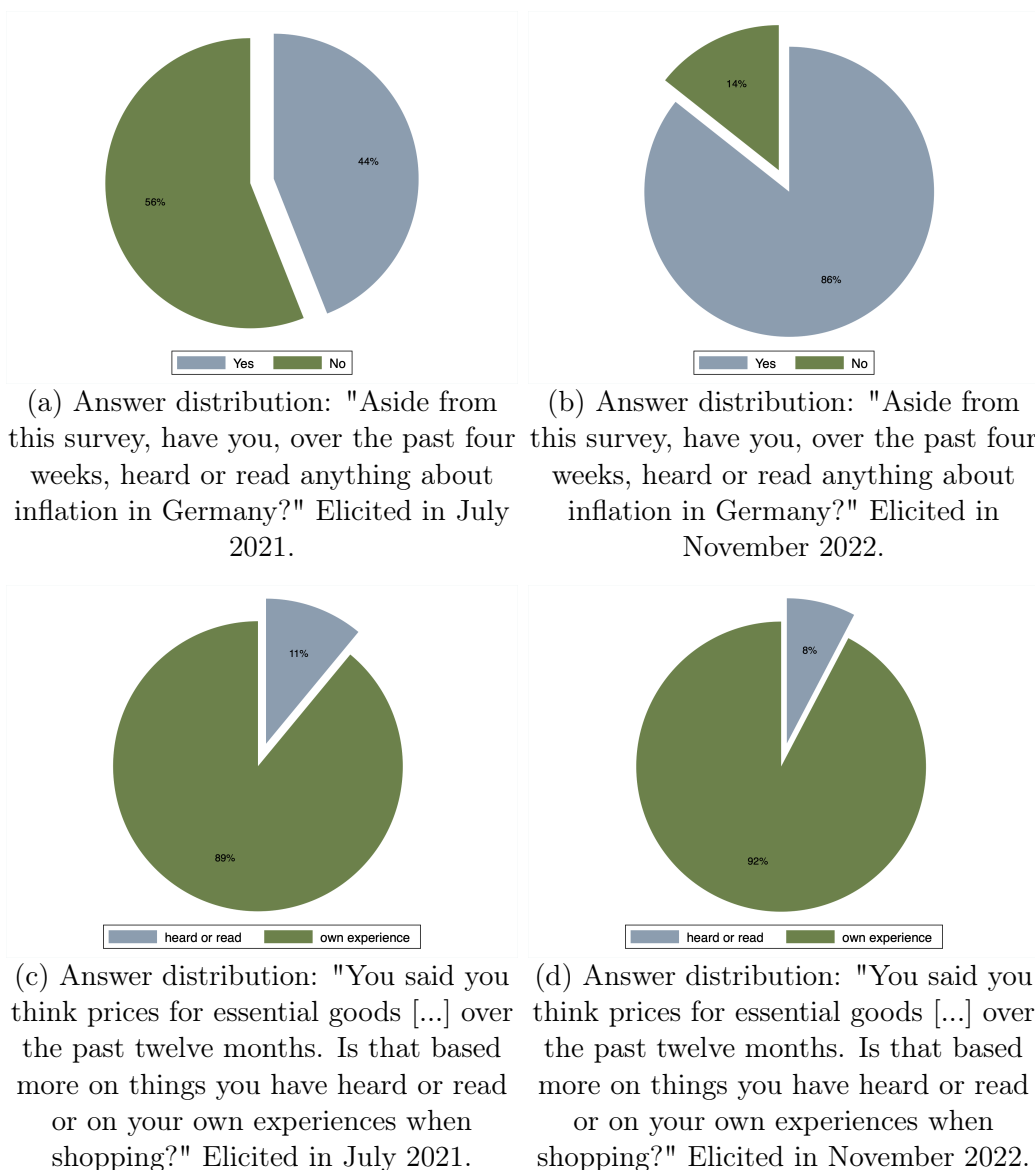 44%
56%
Yes No
(a) Answer distribution: "Aside from
this survey, have you, over the past four
weeks, heard or read anything about
inflation in Germany?" Elicited in July
2021.
14%
86%
Yes No
(b) Answer distribution: "Aside from
this survey, have you, over the past four
weeks, heard or read anything about
inflation in Germany?" Elicited in
November 2022.
11%
89%
heard or read own experience
(c) Answer distribution: "You said you
think prices for essential goods [...] over
the past twelve months. Is that based
more on things you have heard or read
or on your own experiences when
shopping?" Elicited in July 2021.
8%
92%
heard or read own experience
(d) Answer distribution: "You said you
think prices for essential goods [...] over
the past twelve months. Is that based
more on things you have heard or read
or on your own experiences when
shopping?" Elicited in November 2022.